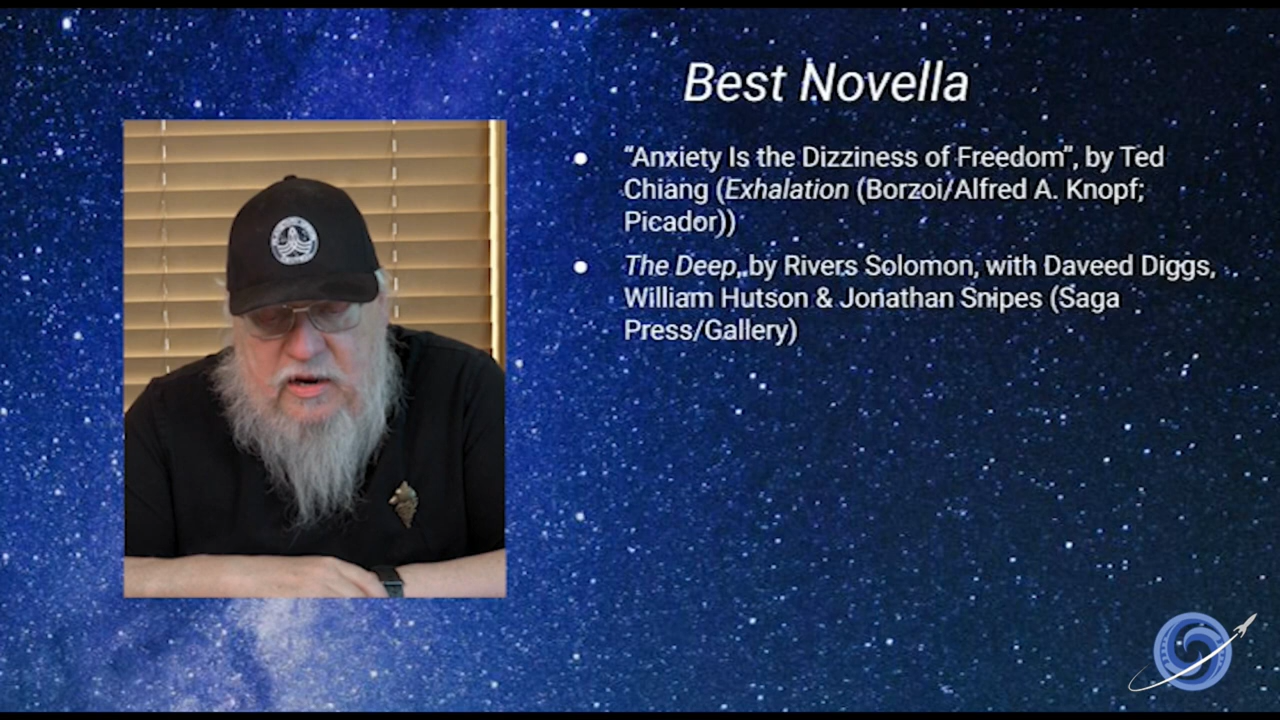 Best Novella
“Anxiety Is the Dizziness of Freedom”, by Ted
Chiang (Exhalation (Borzoi/Alfred A. Knopf;
Picador))
The Deep, by Rivers Solomon, with Daveed Diggs,
William Hutson & Jonathan Snipes (Saga
Press/Gallery)